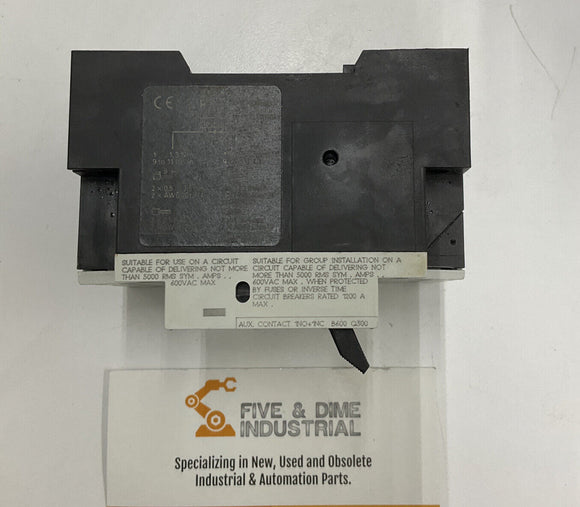 CE
SUITABLE FOR USE ON A CIRCUIT
CAPABLE OF DELIVERING NOT MORE
THAN 5000 RMS SYM . AMPS . .
600VAC MAX
SUITABLE FOR GROUP INSTALLATION ON A
CIRCUIT CAPABLE OF DELIVERING NOT
MORE THAN 5000 RMS SYM . AMPS . .
600VAC MAX . WHEN PROTECTED
BY FUSES OR INVERSE TIME
CIRCUIT BREAKERS RATED 1200 A
MAX .
AUX. CONTACT 1NO+1NC B600 Q300
FIVE & DIME
INDUSTRIAL
Specializing in New, Used and Obsolete
Industrial & Automation Parts.